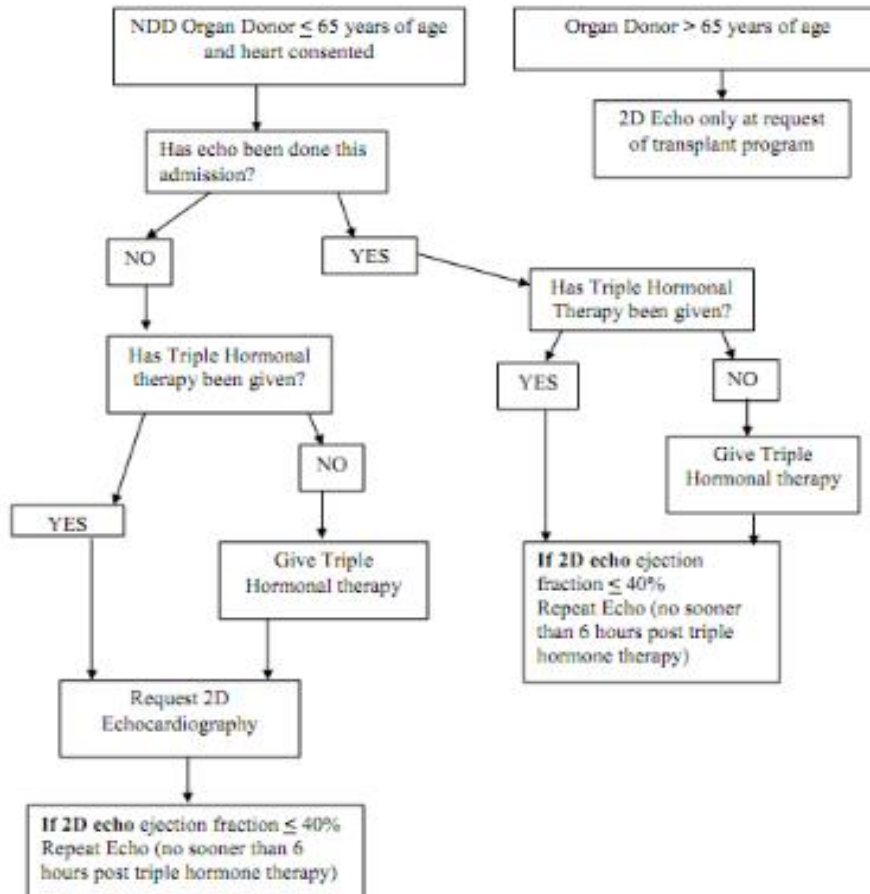 NDD Organ Donor ≤ 65 years of age
and heart consented
Organ Donor > 65 years of age
2D Echo only at request
of transplant program
Has echo been done this
admission?
NO
YES
Has Triple Hormonal
Therapy been given?
Has Triple Hormonal
therapy been given?
YES
NO
NO
Give Triple
Hormonal therapy
YES
Give Triple
Hormonal therapy
If 2D echo ejection
fraction ≤ 40%
Repeat Echo (no sooner
than 6 hours post triple
hormone therapy)
Request 2D
Echocardiography
If 2D echo ejection fraction ≤ 40%
Repeat Echo (no sooner than 6
hours post triple hormone therapy)